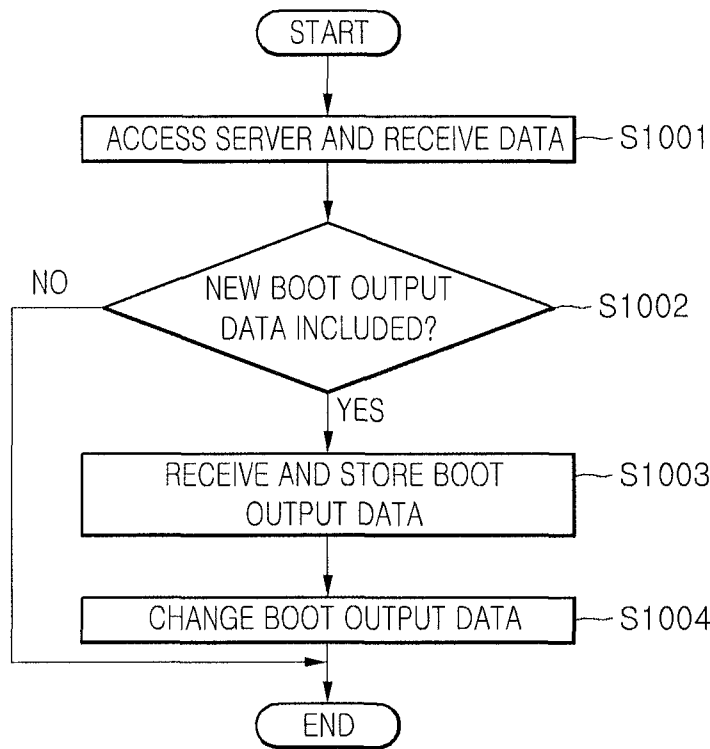 START
ACCESS SERVER AND RECEIVE DATA
S1001
NO
NEW BOOT OUTPUT
DATA INCLUDED?
S1002
YES
RECEIVE AND STORE BOOT
OUTPUT DATA
S1003
CHANGE BOOT OUTPUT DATA
S1004
END